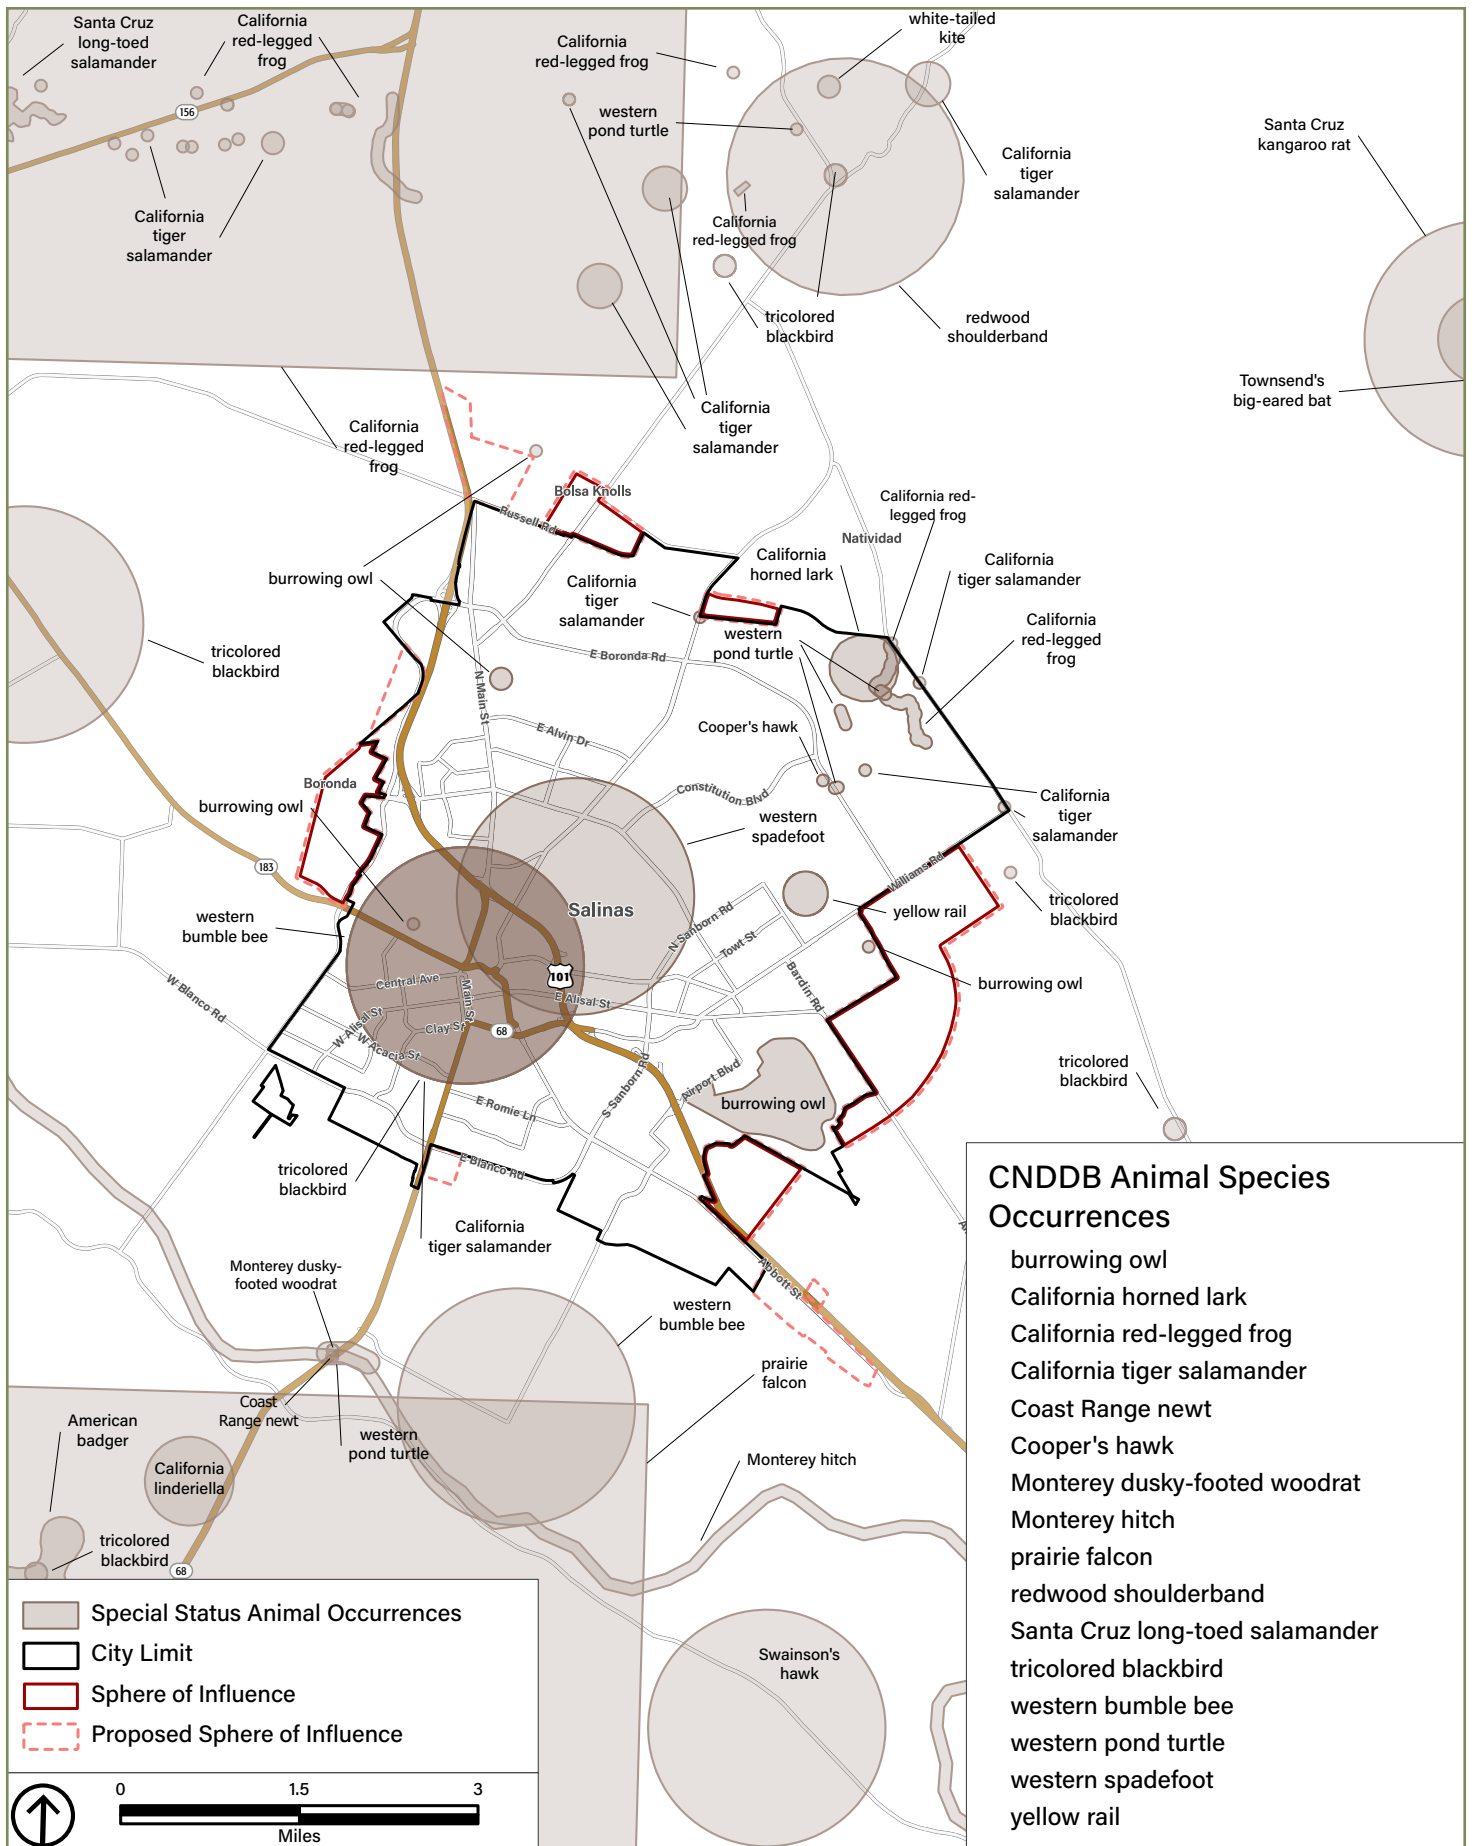 Santa Cruz
long-toed
salamander
California
red-legged
frog
California
red-legged frog
white-tailed
kite
156
western
pond turtle
California
tiger
salamander
Santa Cruz
kangaroo rat
California
tiger
salamander
California
red-legged frog
tricolored
blackbird
redwood
shoulderband
Townsend's
big-eared bat
California
tiger
salamander
California
red-legged
frog
Bolsa Knolls
Russell Rd
California red-
legged frog
Natividad
California
horned lark
California
tiger salamander
burrowing owl
California
tiger
salamander
California
red-legged
frog
western
pond turtle
tricolored
blackbird
E Boronda Rd
N Main St
E Alvin Dr
Cooper's hawk
Boronda
Constitution Blvd
burrowing owl
California
tiger
salamander
western
spadefoot
183
Williams Rd
western
bumble bee
Salinas
N Sanborn Rd
yellow rail
tricolored
blackbird
Towt St
101
Central Ave
Main St
E Alisal St
Bardin Rd
burrowing owl
W Blanco Rd
W Alisal St
Clay St
68
W Acacia St
tricolored
blackbird
S Sanborn Rd
Airport Blvd
E Romie Ln
burrowing owl
tricolored
blackbird
E Blanco Rd
California
tiger salamander
Monterey dusky-
footed woodrat
Abbott St
western
bumble bee
prairie
falcon
Coast
Range newt
American
badger
western
pond turtle
California
linderiella
Monterey hitch
tricolored
blackbird
68
Swainson's
hawk
CNDDB Animal Species
Occurrences
burrowing owl
California horned lark
California red-legged frog
California tiger salamander
Coast Range newt
Cooper's hawk
Monterey dusky-footed woodrat
Monterey hitch
prairie falcon
redwood shoulderband
Santa Cruz long-toed salamander
tricolored blackbird
western bumble bee
western pond turtle
western spadefoot
yellow rail
Special Status Animal Occurrences
City Limit
Sphere of Influence
Proposed Sphere of Influence
0 1.5 3
Miles